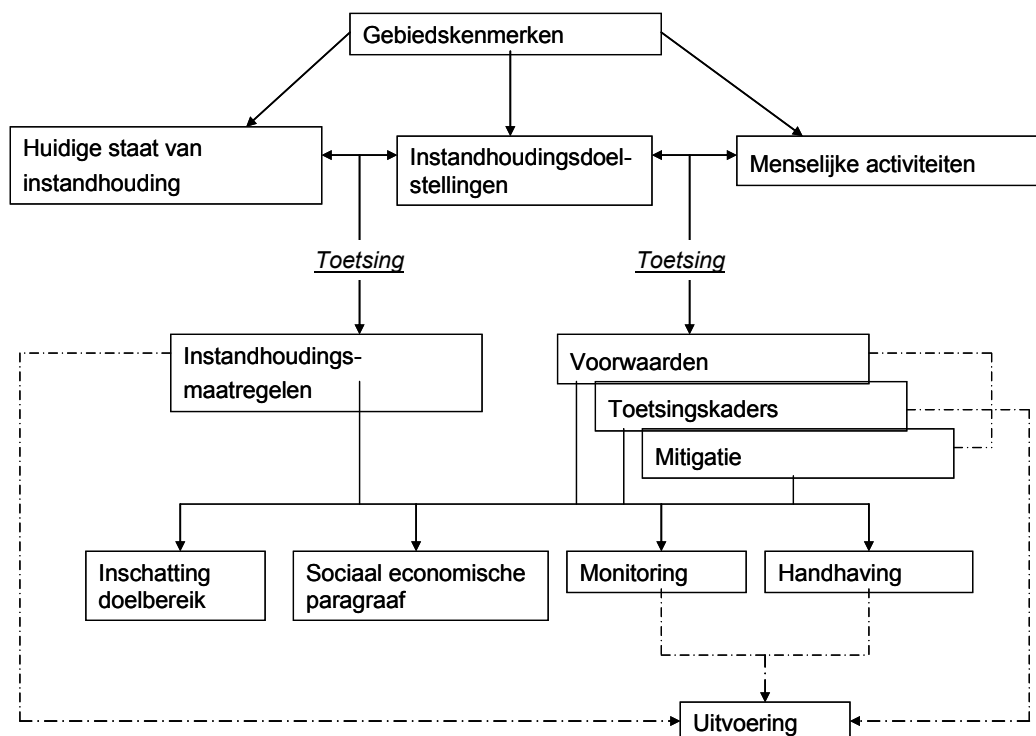 Gebiedskenmerken
Huidige staat van
instandhouding
Instandhoudingsdoel-
stellingen
Menselijke activiteiten
Toetsing
Toetsing
Instandhoudings-
maatregelen
Voorwaarden
Toetsingskaders
Mitigatie
Inschatting
doelbereik
Sociaal economische
paragraaf
Monitoring
Handhaving
Uitvoering